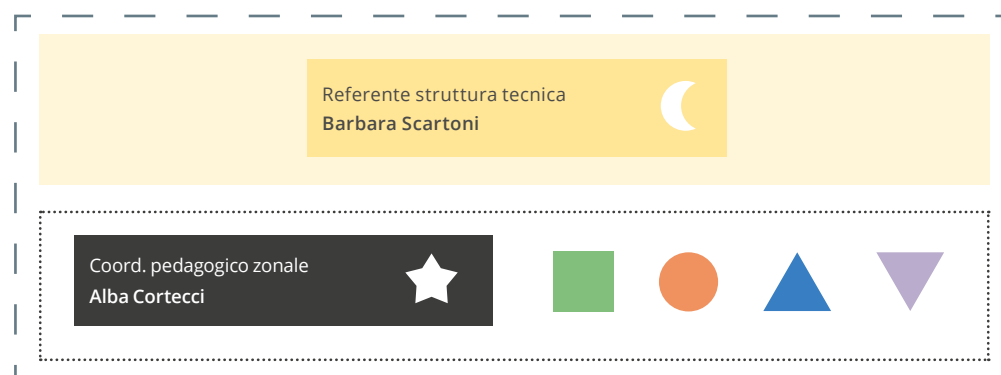 Referente struttura tecnica
Barbara Scartoni
Coord. pedagogico zonale
Alba Cortecci